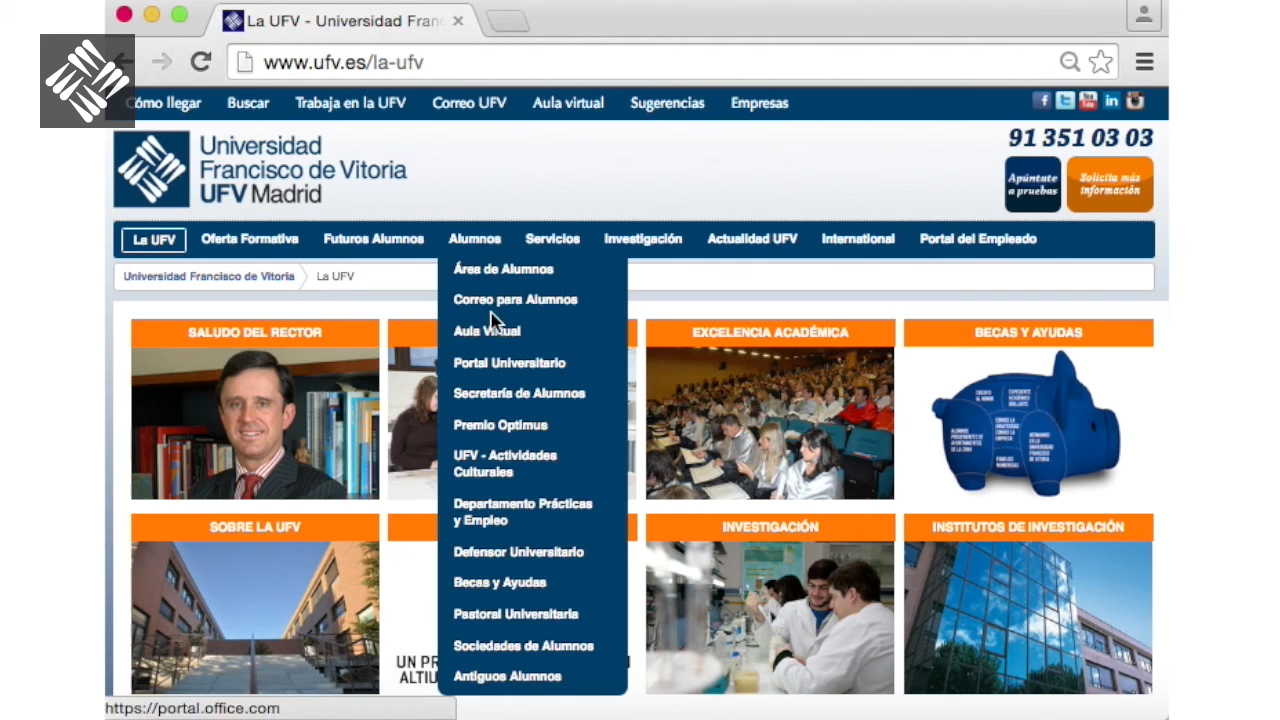 La UFV - Universidad Fran
www.ufv.es/la-ufv
Cómo llegar Buscar Trabaja en la UFV Correo UFV Aula virtual Sugerencias Empresas
Universidad
Francisco de Vitoria
UFV Madrid
91 351 03 03
Apúntate
a pruebas
Solicita más
información
La UFV Oferta Formativa Futuros Alumnos Alumnos Servicios Investigación Actualidad UFV International Portal del Empleado
Universidad Francisco de Vitoria La UFV
Área de Alumnos
Correo para Alumnos
Aula Virtual
Portal Universitario
Secretaría de Alumnos
Premio Optimus
UFV - Actividades
Culturales
Departamento Prácticas
y Empleo
Defensor Universitario
Becas y Ayudas
Pastoral Universitaria
Sociedades de Alumnos
Antiguos Alumnos
SALUDO DEL RECTOR
EXCELENCIA ACADÉMICA
BECAS Y AYUDAS
SOBRE LA UFV
UN PR
ALTIU
INVESTIGACIÓN
INSTITUTOS DE INVESTIGACIÓN
https://portal.office.com